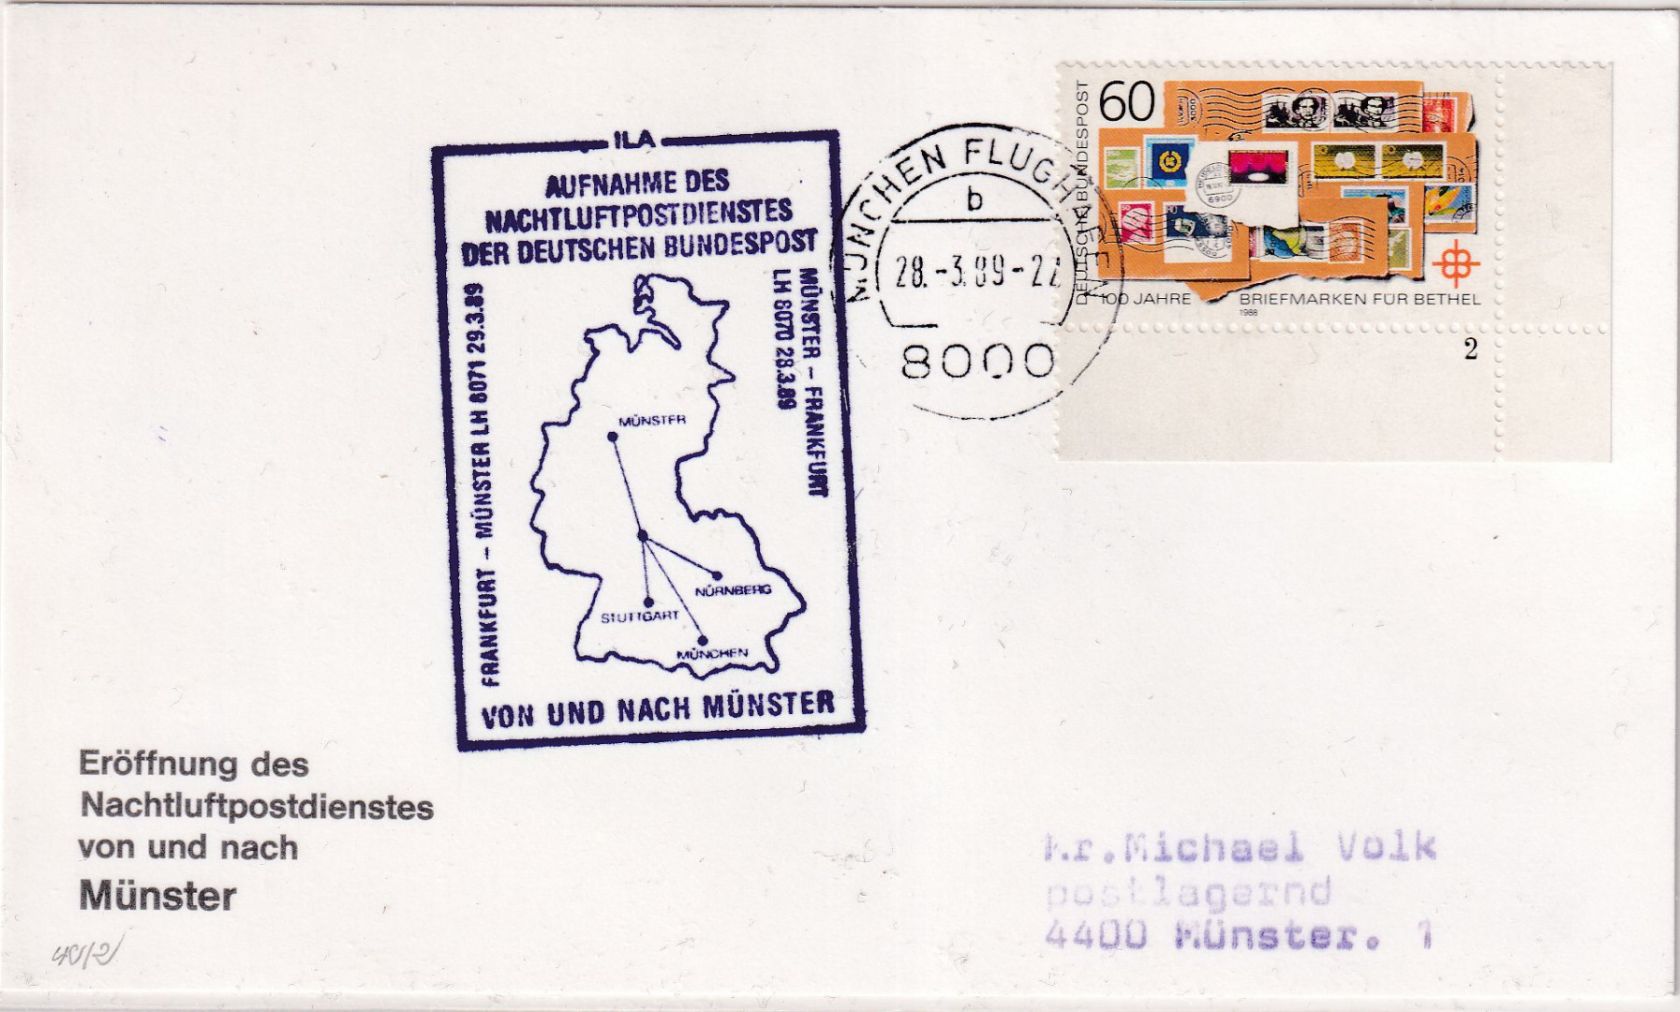 ILA
AUFNAHME DES
NACHTLUFTPOSTDIENSTES
DER DEUTSCHEN BUNDESPOST
FRANKFURT – MÜNSTER LH 6071 29.3.89
MÜNSTER – FRANKFURT
LH 6070 28.3.89
MÜNSTER
NÜRNBERG
STUTTGART
MÜNCHEN
VON UND NACH MÜNSTER
MÜNCHEN FLUGHAFEN
b
28.-3.89-22
8000
60
DEUTSCHE BUNDESPOST
100 JAHRE BRIEFMARKEN FÜR BETHEL
1988
2
Eröffnung des
Nachtluftpostdienstes
von und nach
Münster
Michael Volk
postlagernd
4400 Münster. 1